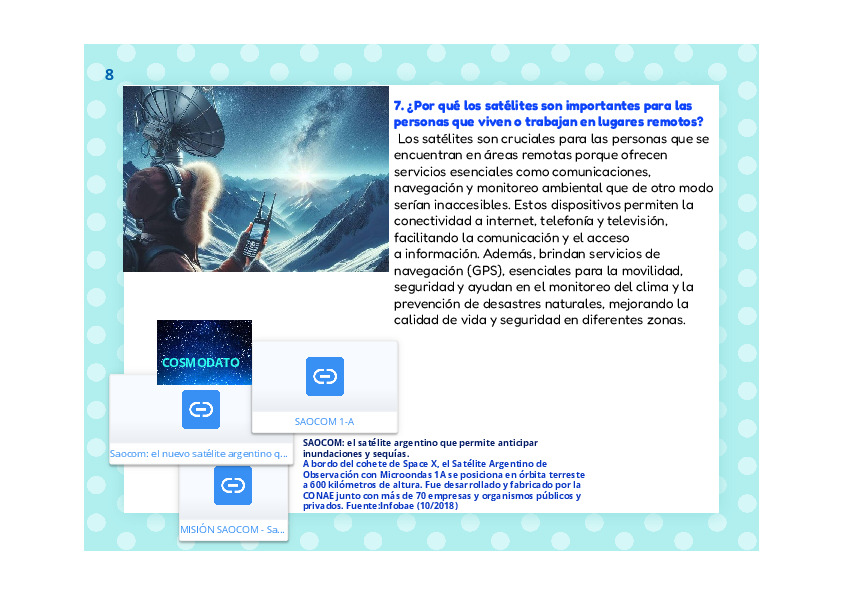 8
7. ¿Por qué los satélites son importantes para las
personas que viven o trabajan en lugares remotos?
Los satélites son cruciales para las personas que se
encuentran en áreas remotas porque ofrecen
servicios esenciales como comunicaciones,
navegación y monitoreo ambiental que de otro modo
serían inaccesibles. Estos dispositivos permiten la
conectividad a internet, telefonía y televisión,
facilitando la comunicación y el acceso
a información. Además, brindan servicios de
navegación (GPS), esenciales para la movilidad,
seguridad y ayudan en el monitoreo del clima y la
prevención de desastres naturales, mejorando la
calidad de vida y seguridad en diferentes zonas.
COSMODATO
SAOCOM 1-A
Saocom: el nuevo satélite argentino q...
MISIÓN SAOCOM - Sa...
SAOCOM: el satélite argentino que permite anticipar
inundaciones y sequías.
A bordo del cohete de Space X, el Satélite Argentino de
Observación con Microondas 1A se posiciona en órbita terreste
a 600 kilómetros de altura. Fue desarrollado y fabricado por la
CONAE junto con más de 70 empresas y organismos públicos y
privados. Fuente:Infobae (10/2018)